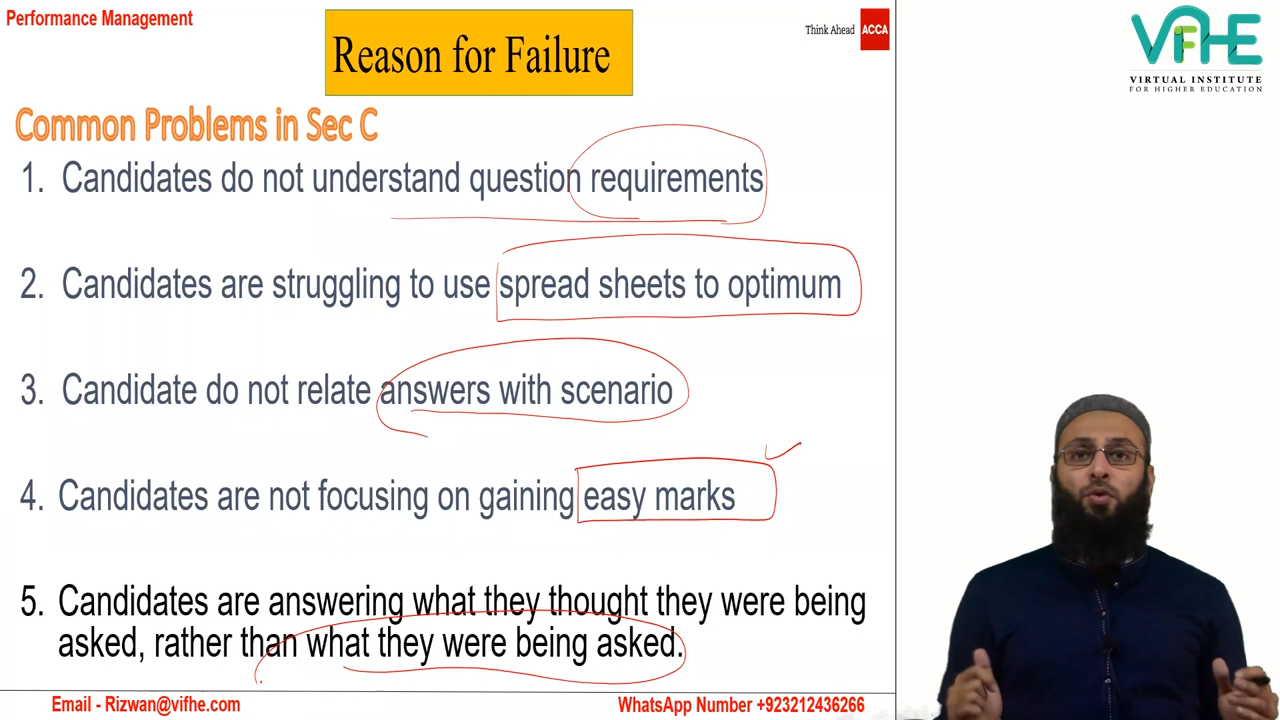 Performance Management
Reason for Failure
Think Ahead ACCA
VIFHE
VIRTUAL INSTITUTE
FOR HIGHER EDUCATION
Common Problems in Sec C
1. Candidates do not understand question requirements
2. Candidates are struggling to use spread sheets to optimum
3. Candidate do not relate answers with scenario
4. Candidates are not focusing on gaining easy marks
5. Candidates are answering what they thought they were being
asked, rather than what they were being asked.
Email - Rizwan@vifhe.com
WhatsApp Number +923212436266